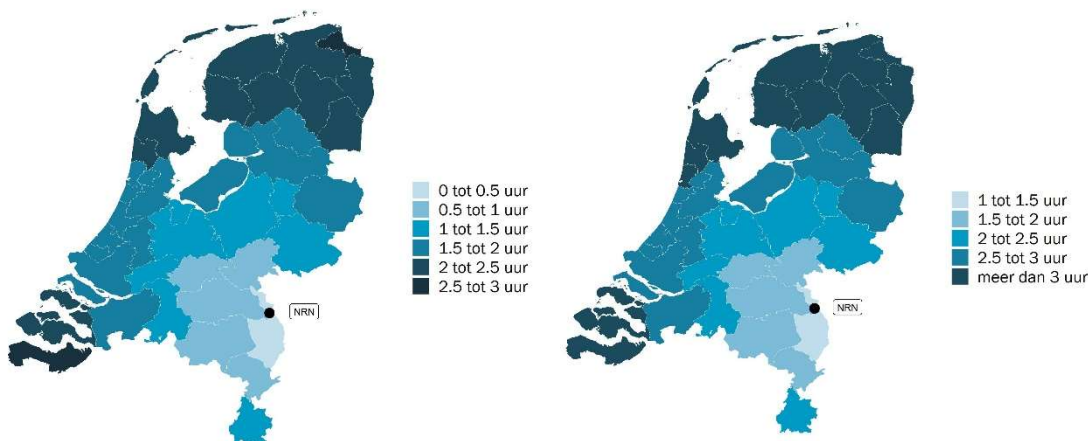 0 tot 0.5 uur
0.5 tot 1 uur
1 tot 1.5 uur
1.5 tot 2 uur
2 tot 2.5 uur
2.5 tot 3 uur
NRN
1 tot 1.5 uur
1.5 tot 2 uur
2 tot 2.5 uur
2.5 tot 3 uur
meer dan 3 uur
NRN